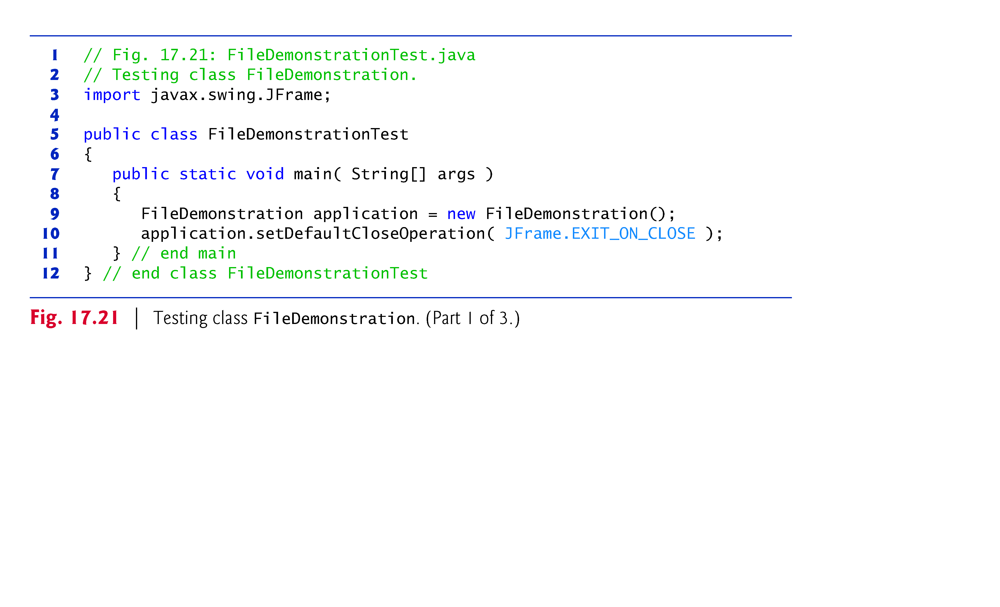 1 // Fig. 17.21: FileDemonstrationTest.java
2 // Testing class FileDemonstration.
3 import javax.swing.JFrame;
4
5 public class FileDemonstrationTest
6 {
7    public static void main( String[] args )
8    {
9       FileDemonstration application = new FileDemonstration();
10       application.setDefaultCloseOperation( JFrame.EXIT_ON_CLOSE );
11    } // end main
12 } // end class FileDemonstrationTest
Fig. 17.21 | Testing class FileDemonstration. (Part 1 of 3.)